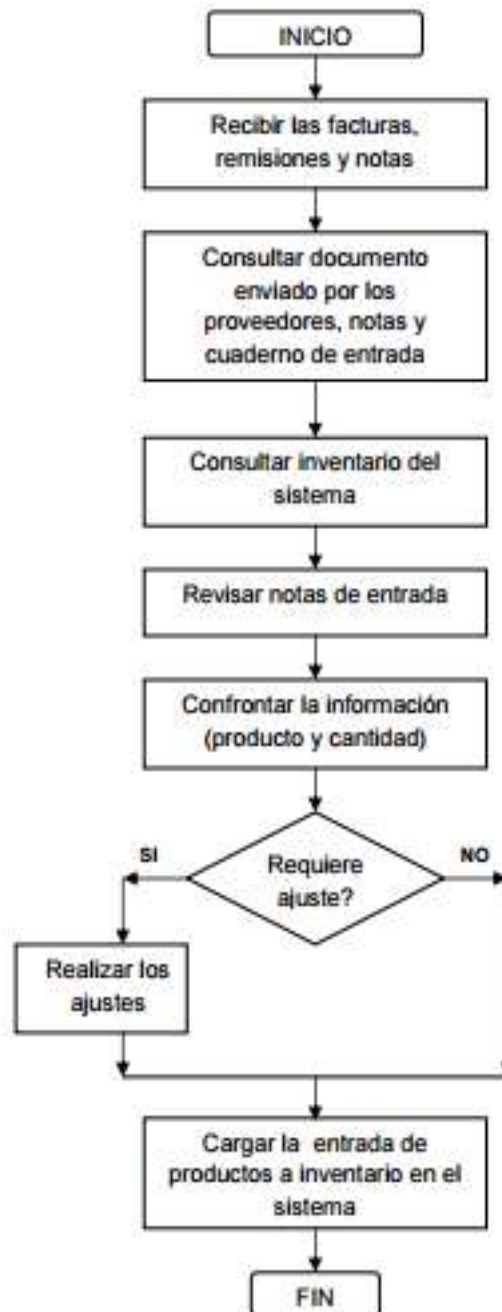 INICIO
Recibir las facturas,
remisiones y notas
Consultar documento
enviado por los
proveedores, notas y
cuaderno de entrada
Consultar inventario del
sistema
Revisar notas de entrada
Confrontar la información
(producto y cantidad)
SI
Requiere
ajuste?
NO
Realizar los
ajustes
Cargar la entrada de
productos a inventario en el
sistema
FIN